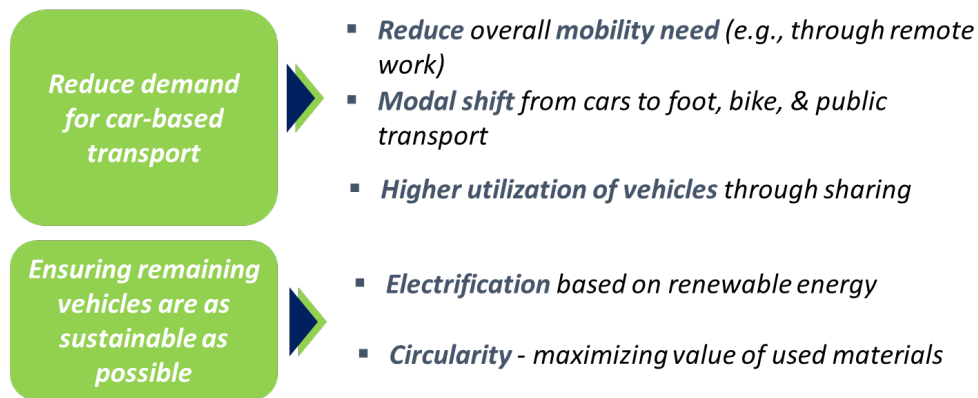 Reduce demand
for car-based
transport
▪ Reduce overall mobility need (e.g., through remote
work)
▪ Modal shift from cars to foot, bike, & public
transport
▪ Higher utilization of vehicles through sharing
Ensuring remaining
vehicles are as
sustainable as
possible
▪ Electrification based on renewable energy
▪ Circularity - maximizing value of used materials